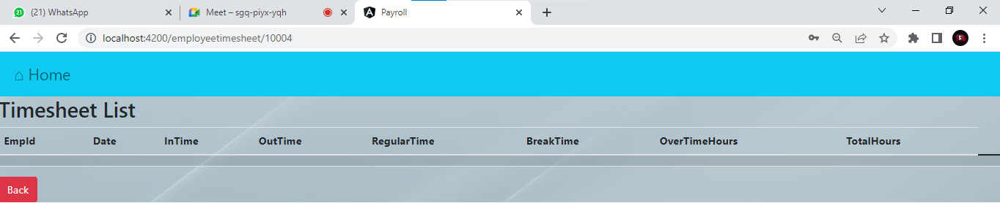 (21) WhatsApp
Meet – sgq-piyx-yqh
Payroll
localhost:4200/employeetimesheet/10004
⌂ Home
Timesheet List
EmpId Date InTime OutTime RegularTime BreakTime OverTimeHours TotalHours
Back